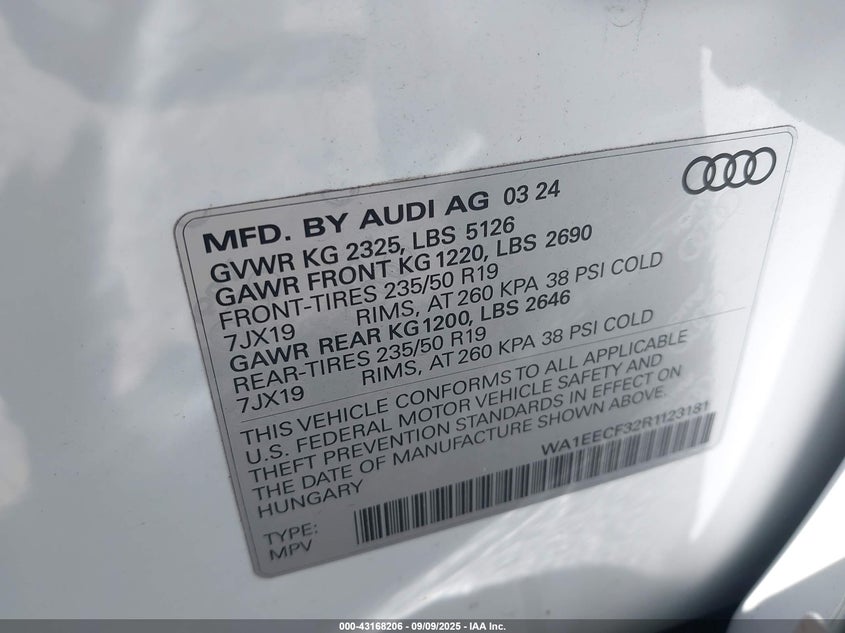 MFD. BY AUDI AG 03 24
GVWR KG 2325, LBS 5126
GAWR FRONT KG 1220, LBS 2690
FRONT-TIRES 235/50 R19
7JX19 RIMS, AT 260 KPA 38 PSI COLD
GAWR REAR KG 1200, LBS 2646
REAR-TIRES 235/50 R19
7JX19 RIMS, AT 260 KPA 38 PSI COLD
THIS VEHICLE CONFORMS TO ALL APPLICABLE
U.S. FEDERAL MOTOR VEHICLE SAFETY AND
THEFT PREVENTION STANDARDS IN EFFECT ON
THE DATE OF MANUFACTURE SHOWN ABOVE.
HUNGARY WA1EECF32R1123181
TYPE:
MPV
000-43168206 - 09/09/2025 - IAA Inc.